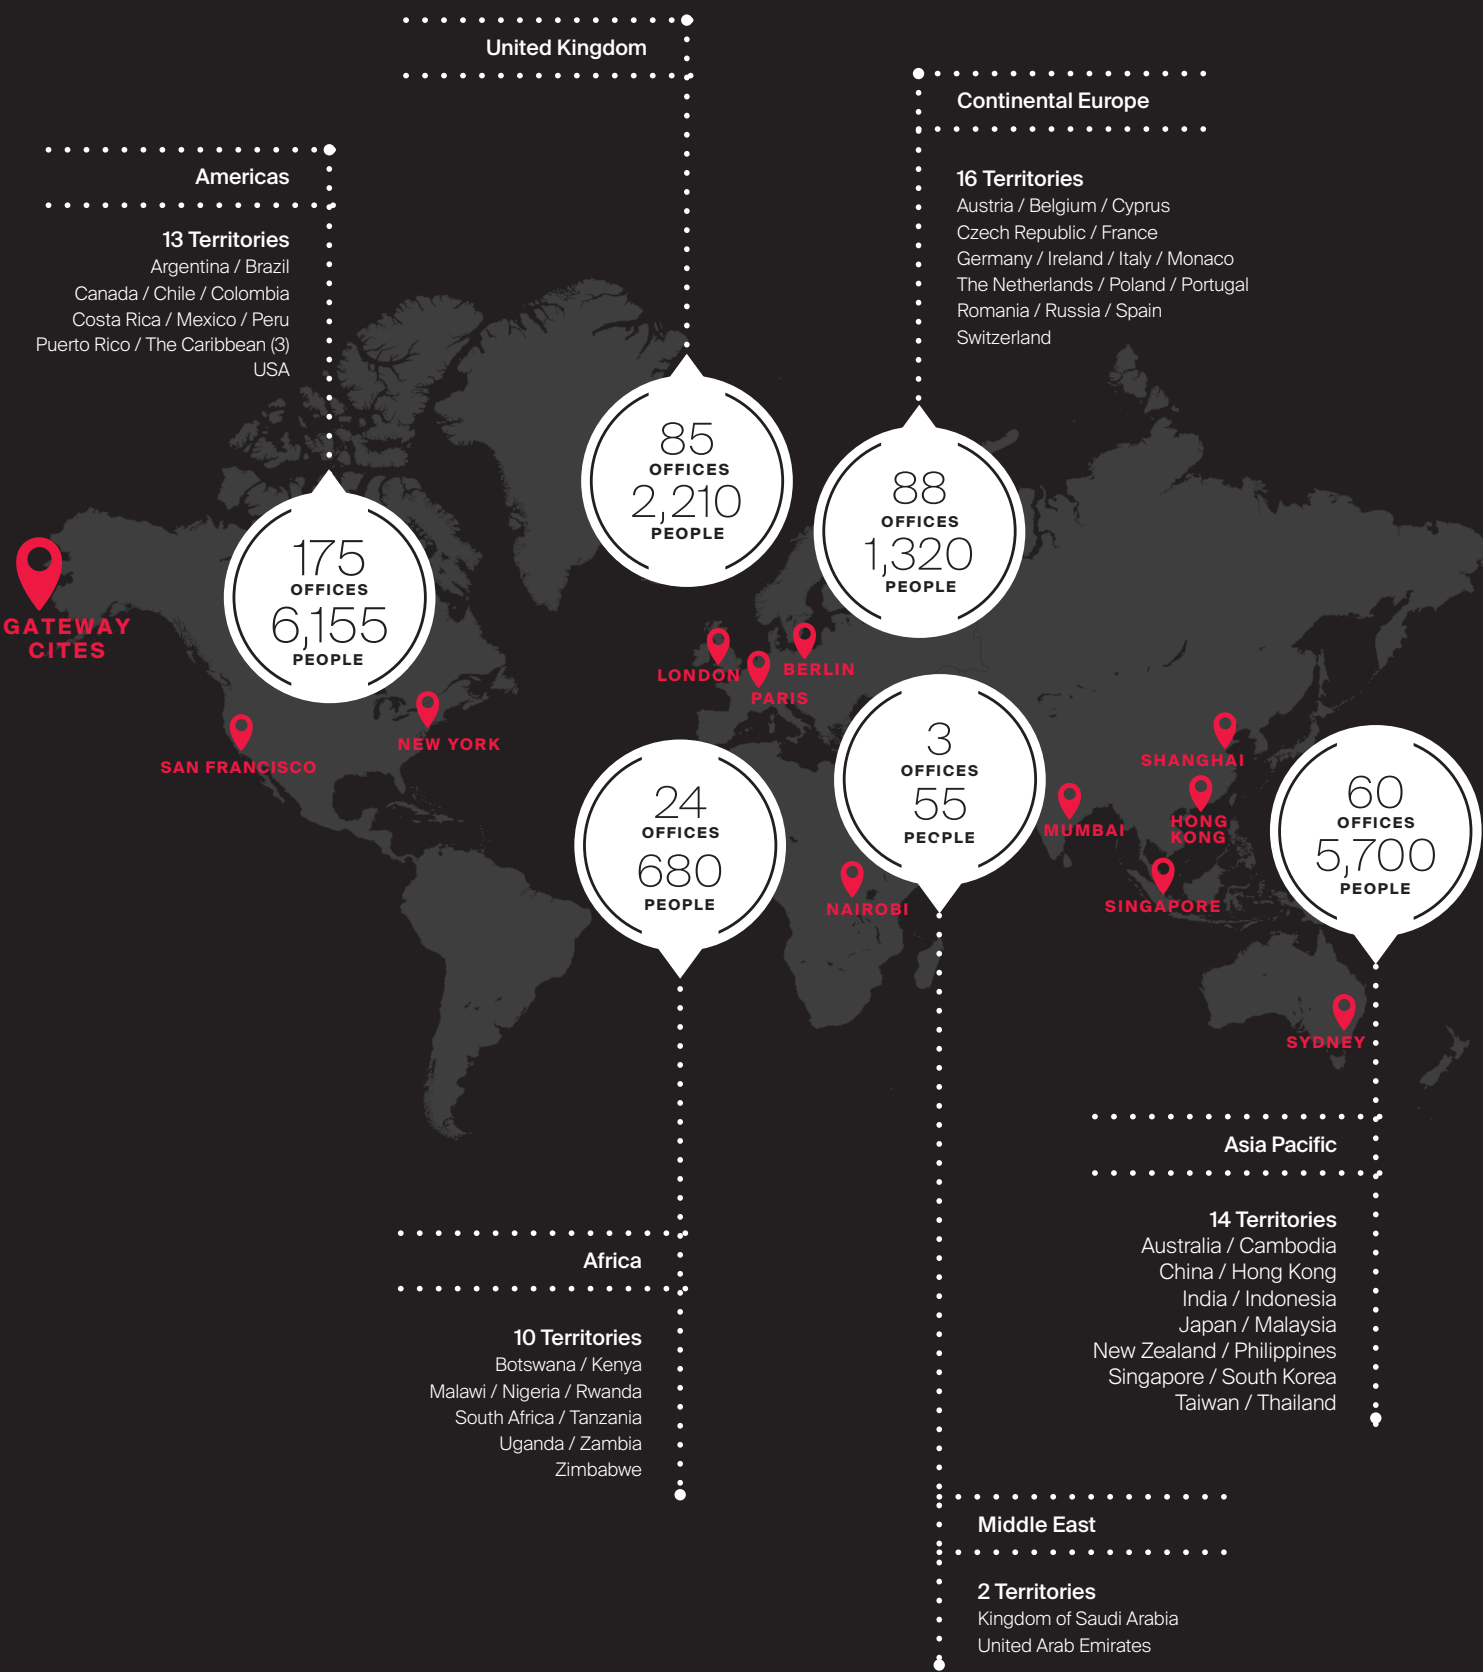 United Kingdom
Continental Europe
16 Territories
Austria / Belgium / Cyprus
Czech Republic / France
Germany / Ireland / Italy / Monaco
The Netherlands / Poland / Portugal
Romania / Russia / Spain
Switzerland
Americas
13 Territories
Argentina / Brazil
Canada / Chile / Colombia
Costa Rica / Mexico / Peru
Puerto Rico / The Caribbean (3)
USA
85
OFFICES
2,210
PEOPLE
88
OFFICES
1,320
PEOPLE
175
OFFICES
6,155
PEOPLE
GATEWAY
CITES
LONDON
BERLIN
PARIS
NEW YORK
SAN FRANCISCO
3
OFFICES
55
PEOPLE
24
OFFICES
680
PEOPLE
SHANGHAI
MUMBAI
HONG
KONG
60
OFFICES
5,700
PEOPLE
NAIROBI
SINGAPORE
SYDNEY
Asia Pacific
14 Territories
Australia / Cambodia
China / Hong Kong
India / Indonesia
Japan / Malaysia
New Zealand / Philippines
Singapore / South Korea
Taiwan / Thailand
Africa
10 Territories
Botswana / Kenya
Malawi / Nigeria / Rwanda
South Africa / Tanzania
Uganda / Zambia
Zimbabwe
Middle East
2 Territories
Kingdom of Saudi Arabia
United Arab Emirates